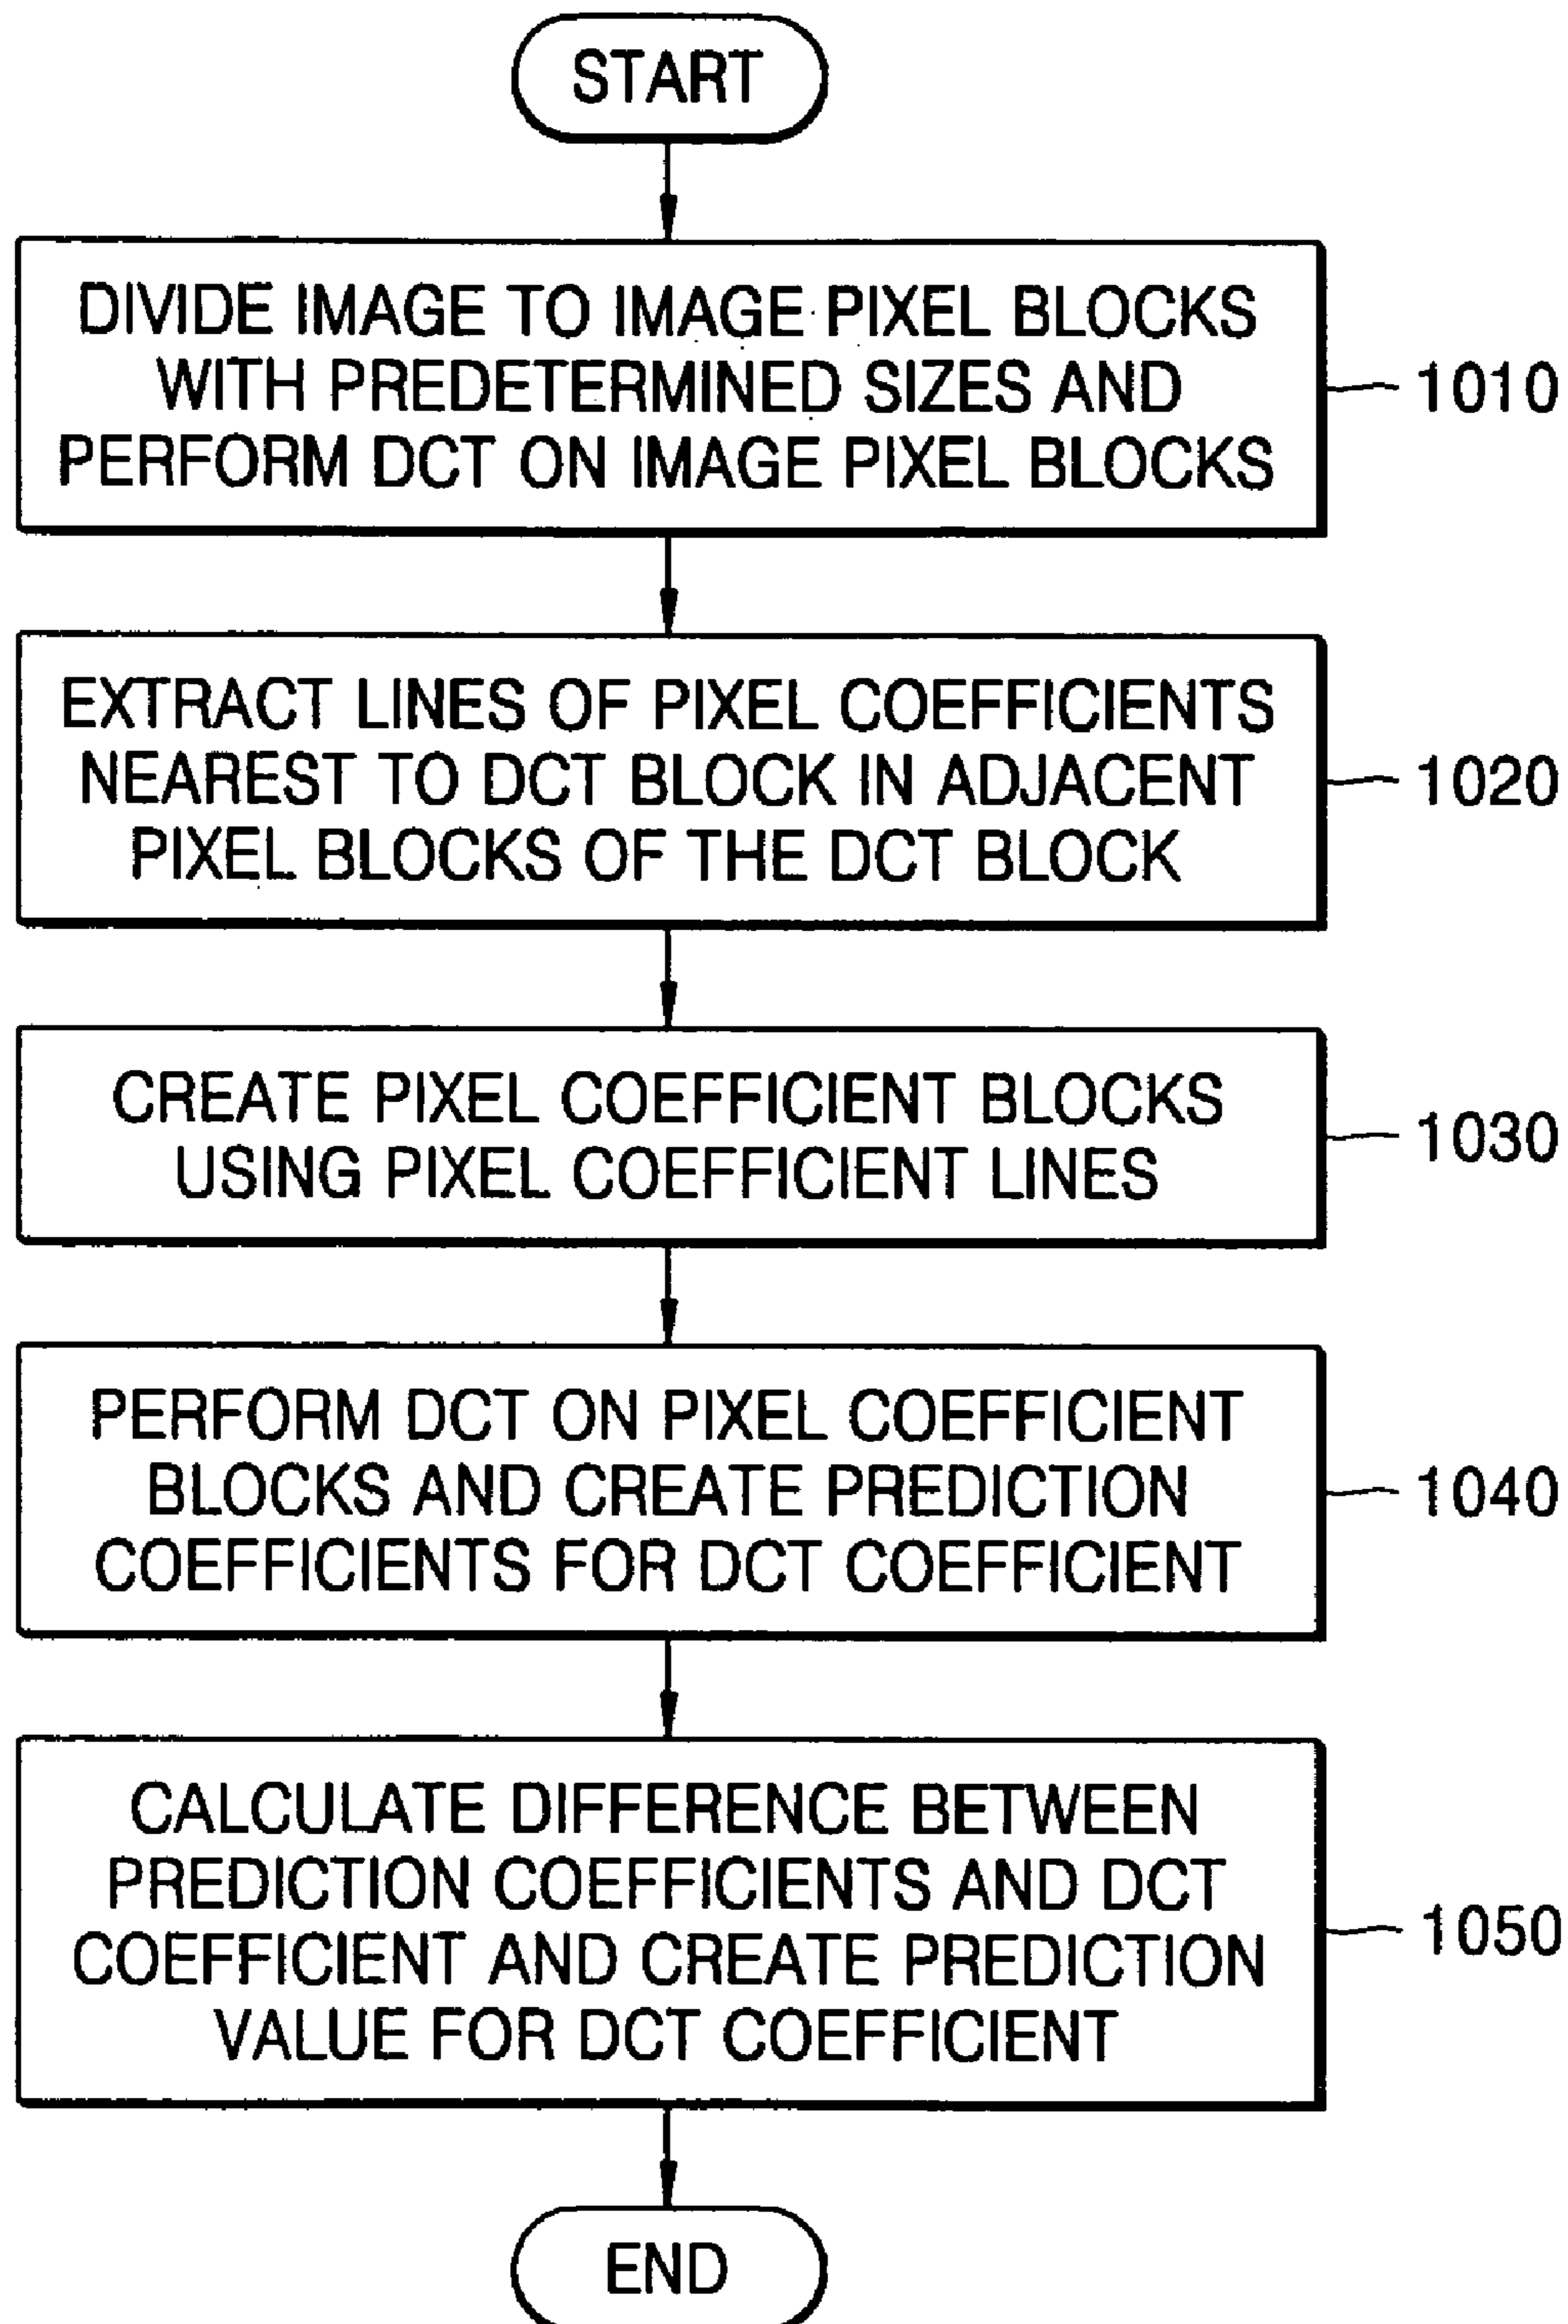 START
DIVIDE IMAGE TO IMAGE PIXEL BLOCKS
WITH PREDETERMINED SIZES AND
PERFORM DCT ON IMAGE PIXEL BLOCKS
1010
EXTRACT LINES OF PIXEL COEFFICIENTS
NEAREST TO DCT BLOCK IN ADJACENT
PIXEL BLOCKS OF THE DCT BLOCK
1020
CREATE PIXEL COEFFICIENT BLOCKS
USING PIXEL COEFFICIENT LINES
1030
PERFORM DCT ON PIXEL COEFFICIENT
BLOCKS AND CREATE PREDICTION
COEFFICIENTS FOR DCT COEFFICIENT
1040
CALCULATE DIFFERENCE BETWEEN
PREDICTION COEFFICIENTS AND DCT
COEFFICIENT AND CREATE PREDICTION
VALUE FOR DCT COEFFICIENT
1050
END